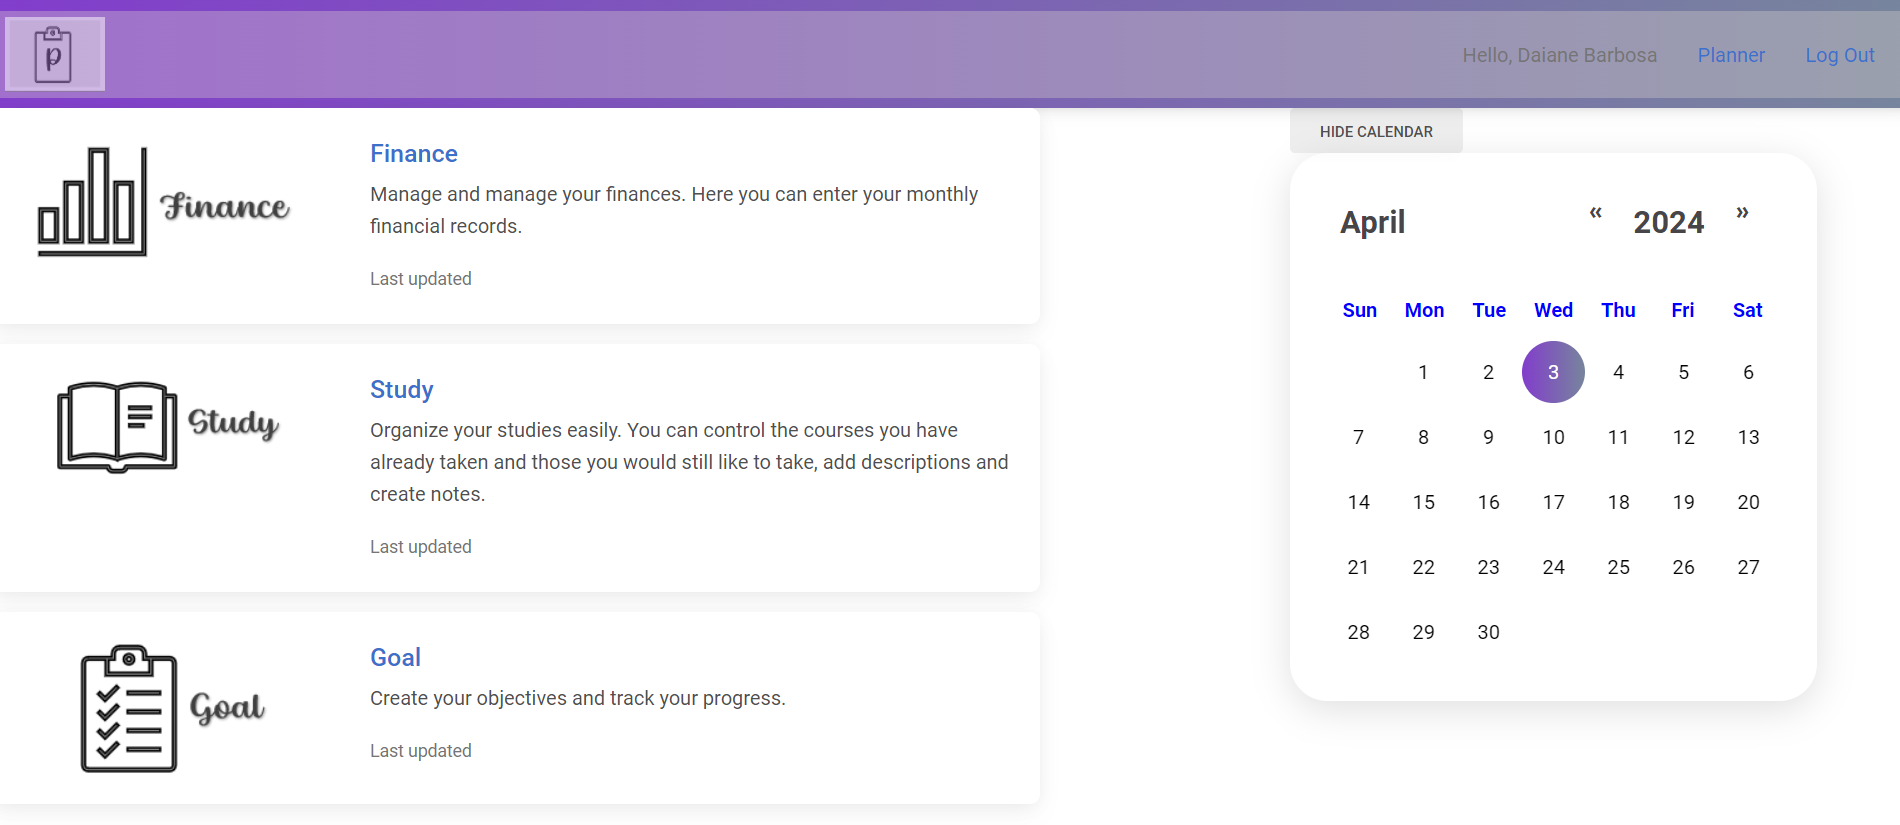 p
Hello, Daiane Barbosa Planner Log Out
Finance
Finance
Manage and manage your finances. Here you can enter your monthly
financial records.
Last updated
Study
Study
Organize your studies easily. You can control the courses you have
already taken and those you would still like to take, add descriptions and
create notes.
Last updated
Goal
Goal
Create your objectives and track your progress.
Last updated
HIDE CALENDAR
April « 2024 »
Sun Mon Tue Wed Thu Fri Sat
1 2 3 4 5 6
7 8 9 10 11 12 13
14 15 16 17 18 19 20
21 22 23 24 25 26 27
28 29 30